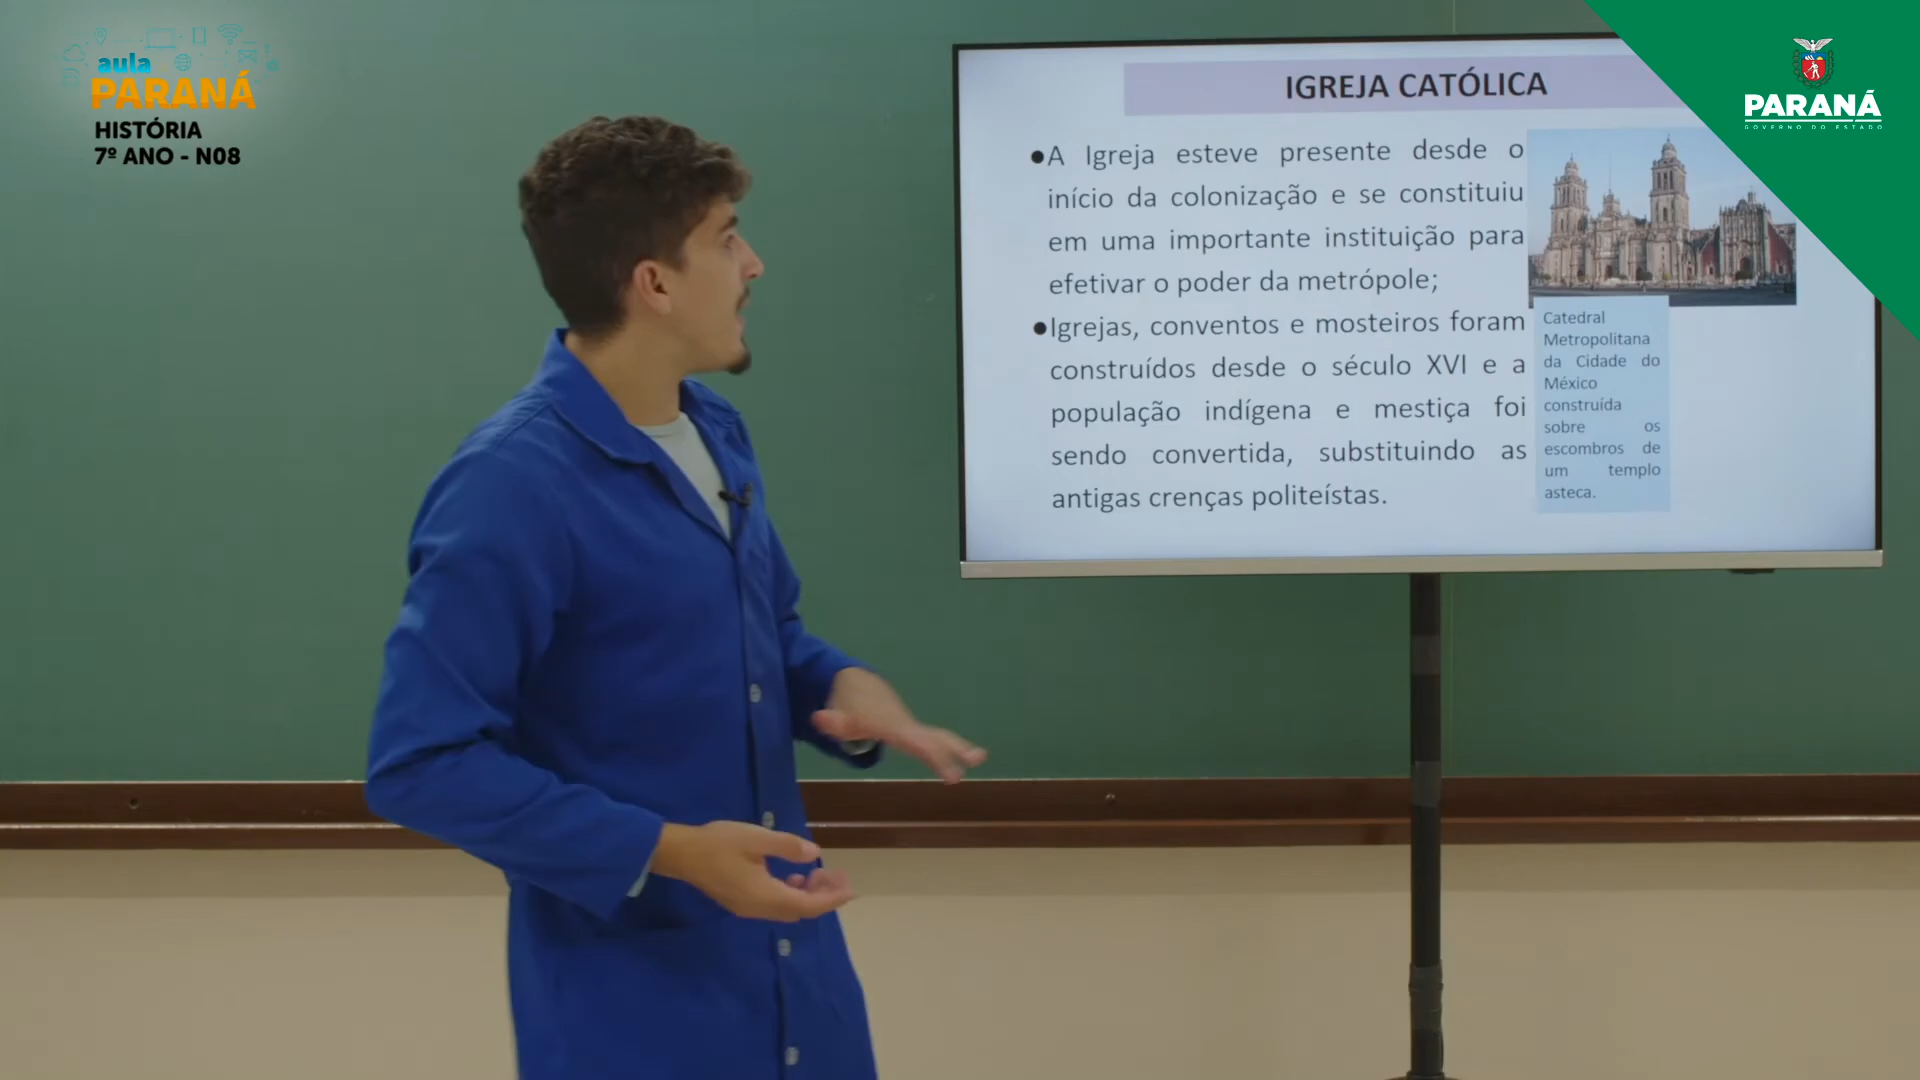 aula
PARANÁ
HISTÓRIA
7º ANO - N08
IGREJA CATÓLICA
●A Igreja esteve presente desde o
início da colonização e se constituiu
em uma importante instituição para
efetivar o poder da metrópole;
●Igrejas, conventos e mosteiros foram
construídos desde o século XVI e a
população indígena e mestiça foi
sendo convertida, substituindo as
antigas crenças politeístas.
Catedral
Metropolitana
da Cidade do
México
construída
sobre os
escombros de
um templo
asteca.
PARANÁ
GOVERNO DO ESTADO